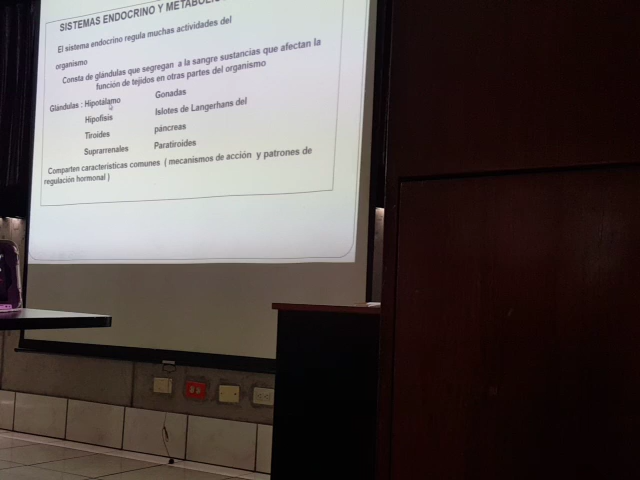 SISTEMAS ENDOCRINO Y
El sistema endocrino regula muchas actividades del
organismo
Consta de glándulas que segregan a la sangre sustancias que afectan la
función de tejidos en otras partes del organismo
Glándulas : Hipotálamo Gonadas
Hipofisis Islotes de Langerhans del
Tiroides páncreas
Suprarrenales Paratiroides
Comparten características comunes ( mecanismos de acción y patrones de
regulación hormonal )